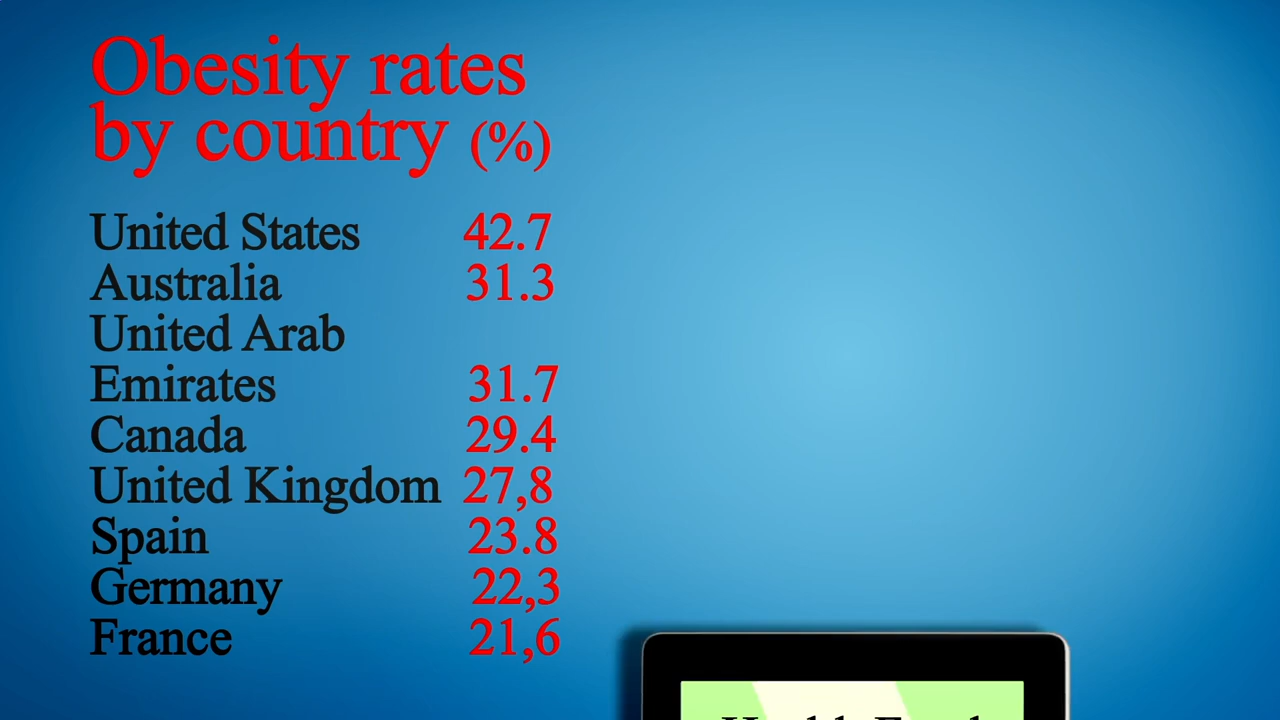 Obesity rates
by country (%)
United States 42.7
Australia 31.3
United Arab
Emirates 31.7
Canada 29.4
United Kingdom 27,8
Spain 23.8
Germany 22,3
France 21,6